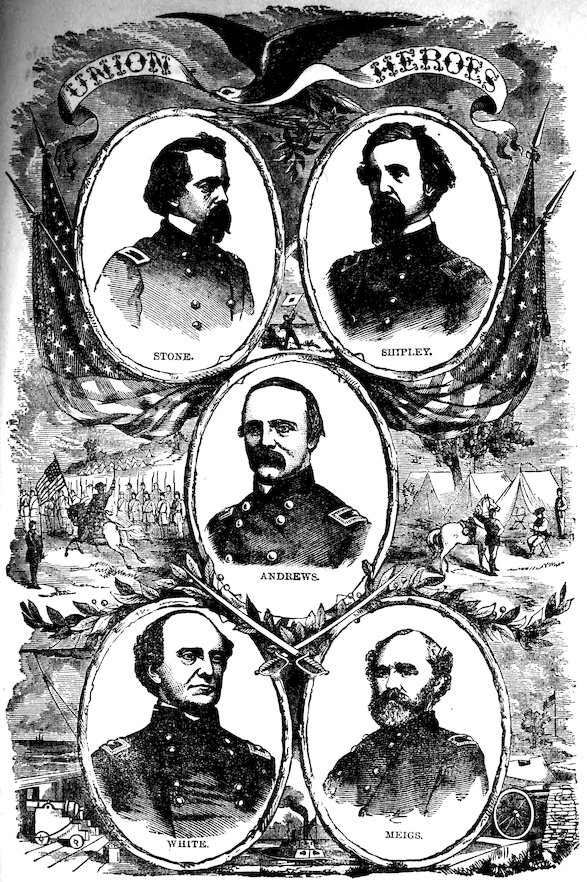 UNION HEROES
STONE.
SHIPLEY.
ANDREWS.
WHITE.
MEIGS.